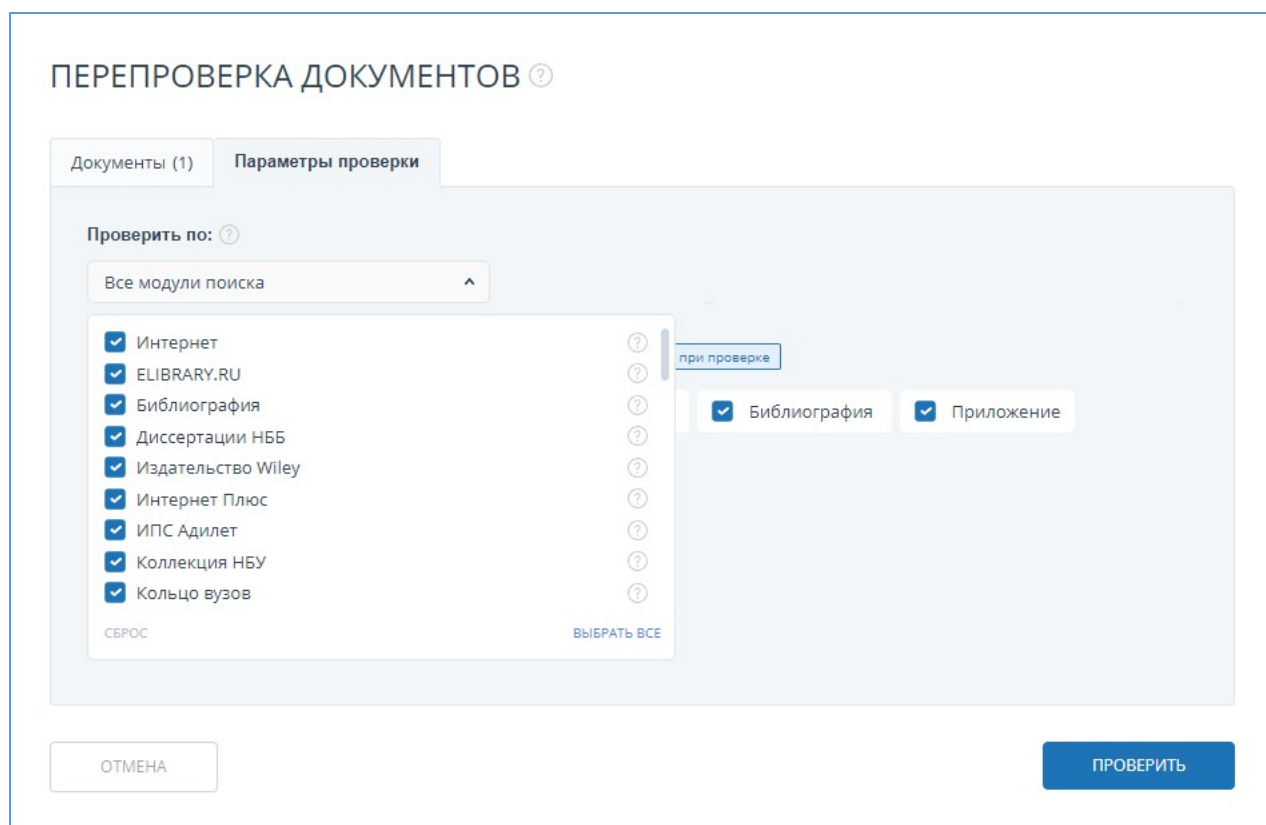 ПЕРЕПРОВЕРКА ДОКУМЕНТОВ ?
Документы (1) Параметры проверки
Проверить по: ?
Все модули поиска
Интернет ?
при проверке
ELIBRARY.RU ?
Библиография ?
Библиография Приложение
Диссертации НББ ?
Издательство Wiley ?
Интернет Плюс ?
ИПС Адилет ?
Коллекция НБУ ?
Кольцо вузов ?
СБРОС ВЫБРАТЬ ВСЕ
ОТМЕНА ПРОВЕРИТЬ